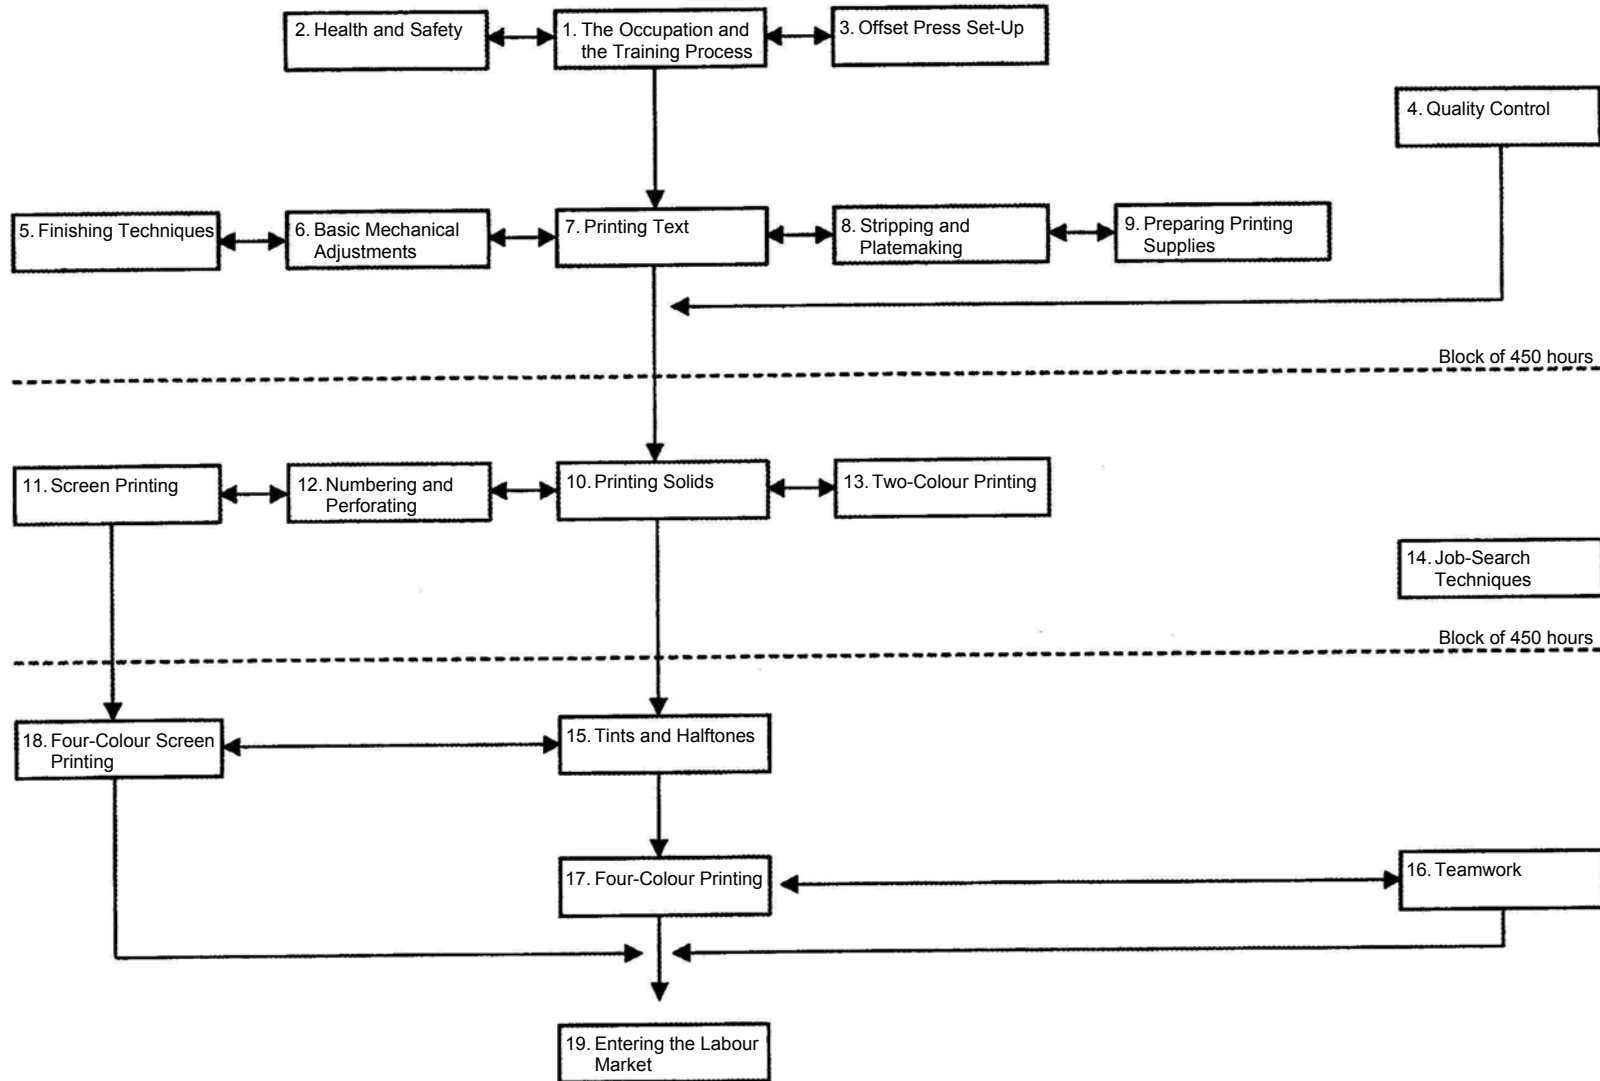 2. Health and Safety
1. The Occupation and
the Training Process
3. Offset Press Set-Up
4. Quality Control
5. Finishing Techniques
6. Basic Mechanical
Adjustments
7. Printing Text
8. Stripping and
Platemaking
9. Preparing Printing
Supplies
Block of 450 hours
11. Screen Printing
12. Numbering and
Perforating
10. Printing Solids
13. Two-Colour Printing
14. Job-Search
Techniques
Block of 450 hours
18. Four-Colour Screen
Printing
15. Tints and Halftones
17. Four-Colour Printing
16. Teamwork
19. Entering the Labour
Market